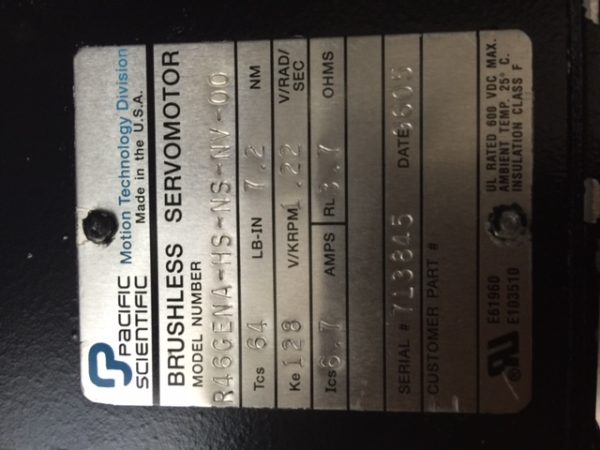 PACIFIC
SCIENTIFIC
Motion Technology Division
Made in the U.S.A.
BRUSHLESS SERVOMOTOR
MODEL NUMBER
R46GENA-HS-NS-NV-00
Tcs 64 LB-IN 7.2 NM
Ke 128 V/KRPM 1.22 V/RAD/SEC
Ics 6.7 AMPS RL 3.7 OHMS
SERIAL # 713845 DATE 9605
CUSTOMER PART #
E61960
E103510
UL RATED 600 VDC MAX.
AMBIENT TEMP. 25° C.
INSULATION CLASS F